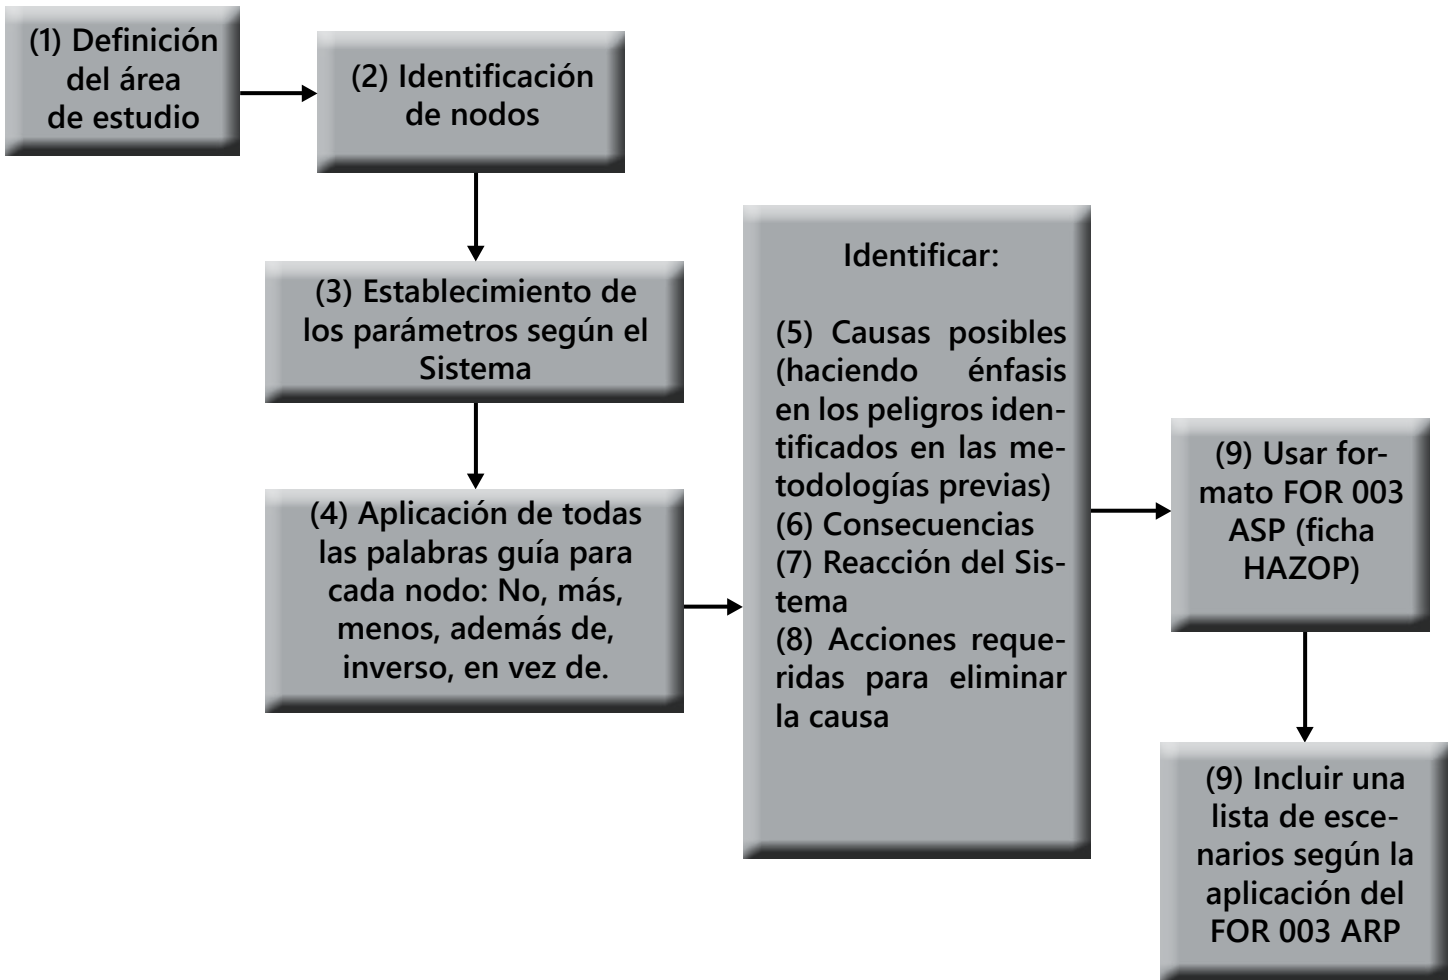 (1) Definición
del área
de estudio
(2) Identificación
de nodos
(3) Establecimiento de
los parámetros según el
Sistema
(4) Aplicación de todas
las palabras guía para
cada nodo: No, más,
menos, además de,
inverso, en vez de.
Identificar:
(5) Causas posibles
(haciendo énfasis
en los peligros iden-
tificados en las me-
todologías previas)
(6) Consecuencias
(7) Reacción del Sis-
tema
(8) Acciones reque-
ridas para eliminar
la causa
(9) Usar for-
mato FOR 003
ASP (ficha
HAZOP)
(9) Incluir una
lista de esce-
narios según la
aplicación del
FOR 003 ARP